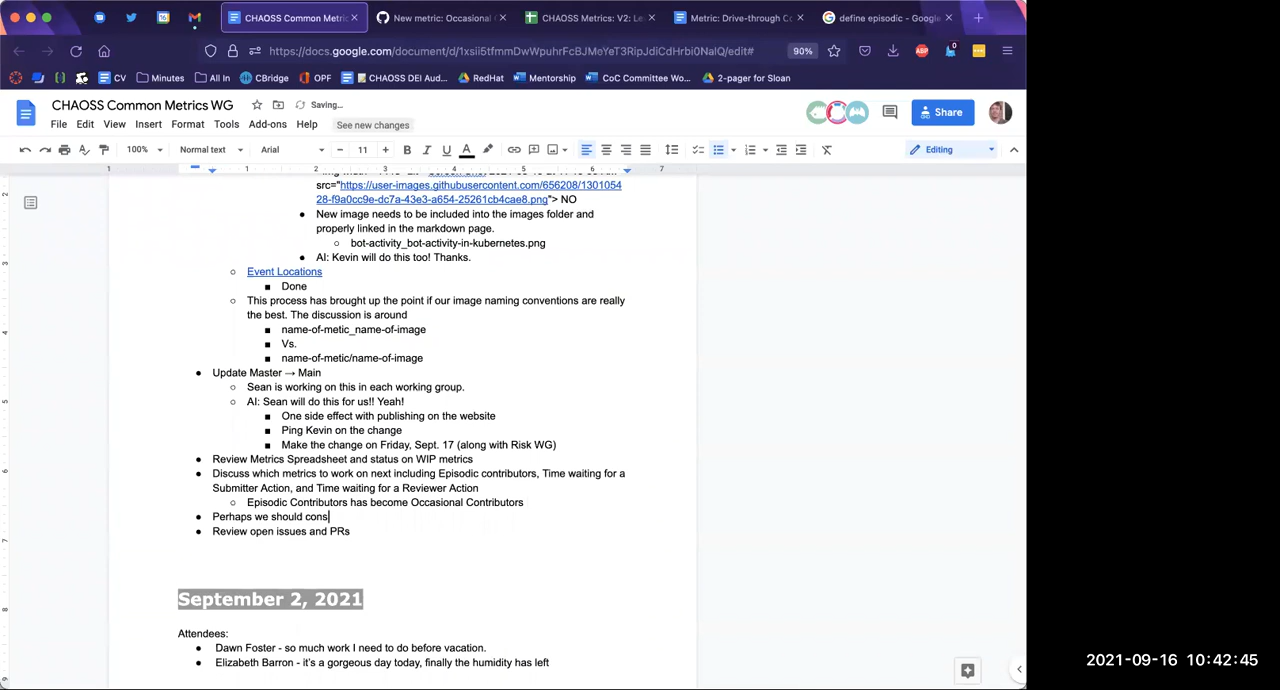 CHAOSS Common Metric
New metric: Occasional C
CHAOSS Metrics: V2: Le
Metric: Drive-through Co
define episodic - Google
https://docs.google.com/document/d/1xsii5tfmmDwWpuhrFcBJMeYeT3RipJdiCdHrbi0NaIQ/edit#
90%
CV
Minutes
All In
CBridge
OPF
CHAOSS DEI Aud...
RedHat
Mentorship
CoC Committee Wo...
2-pager for Sloan
CHAOSS Common Metrics WG
Saving...
File Edit View Insert Format Tools Add-ons Help
See new changes
Share
100%
Normal text
Arial
11
Editing
src="https://user-images.githubusercontent.com/656208/1301054
28-f9a0cc9e-dc7a-43e3-a654-25261cb4cae8.png"> NO
New image needs to be included into the images folder and
properly linked in the markdown page.
bot-activity_bot-activity-in-kubernetes.png
AI: Kevin will do this too! Thanks.
Event Locations
Done
This process has brought up the point if our image naming conventions are really
the best. The discussion is around
name-of-metic_name-of-image
Vs.
name-of-metic/name-of-image
Update Master → Main
Sean is working on this in each working group.
AI: Sean will do this for us!! Yeah!
One side effect with publishing on the website
Ping Kevin on the change
Make the change on Friday, Sept. 17 (along with Risk WG)
Review Metrics Spreadsheet and status on WIP metrics
Discuss which metrics to work on next including Episodic contributors, Time waiting for a
Submitter Action, and Time waiting for a Reviewer Action
Episodic Contributors has become Occasional Contributors
Perhaps we should cons
Review open issues and PRs
September 2, 2021
Attendees:
Dawn Foster - so much work I need to do before vacation.
Elizabeth Barron - it's a gorgeous day today, finally the humidity has left
2021-09-16 10:42:45